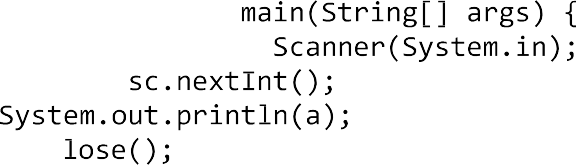 main(String[] args) {
Scanner(System.in);
sc.nextInt();
System.out.println(a);
lose();